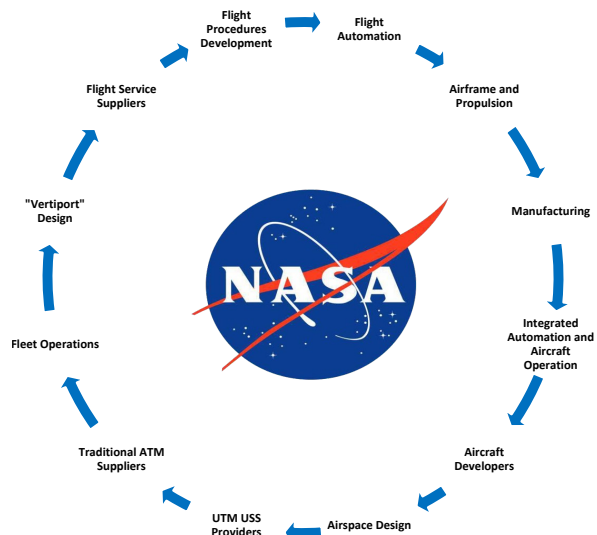 Flight
Procedures
Development
Flight
Automation
Airframe and
Propulsion
Manufacturing
Integrated
Automation and
Aircraft
Operation
Aircraft
Developers
Airspace Design
UTM USS
Providers
Traditional ATM
Suppliers
Fleet Operations
"Vertiport"
Design
Flight Service
Suppliers
NASA